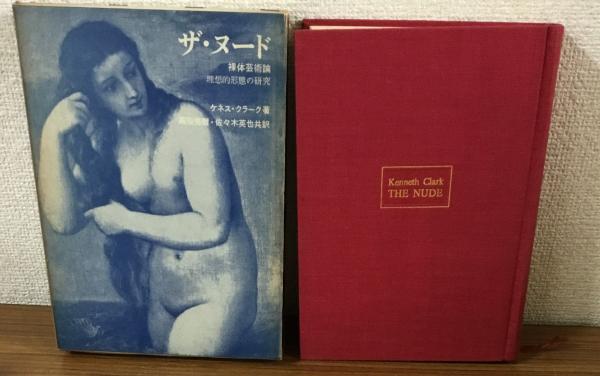 ザ・ヌード
裸体芸術論
理想的形態の研究
ケネス・クラーク著
・佐々木英也共訳
Kenneth Clark
THE NUDE